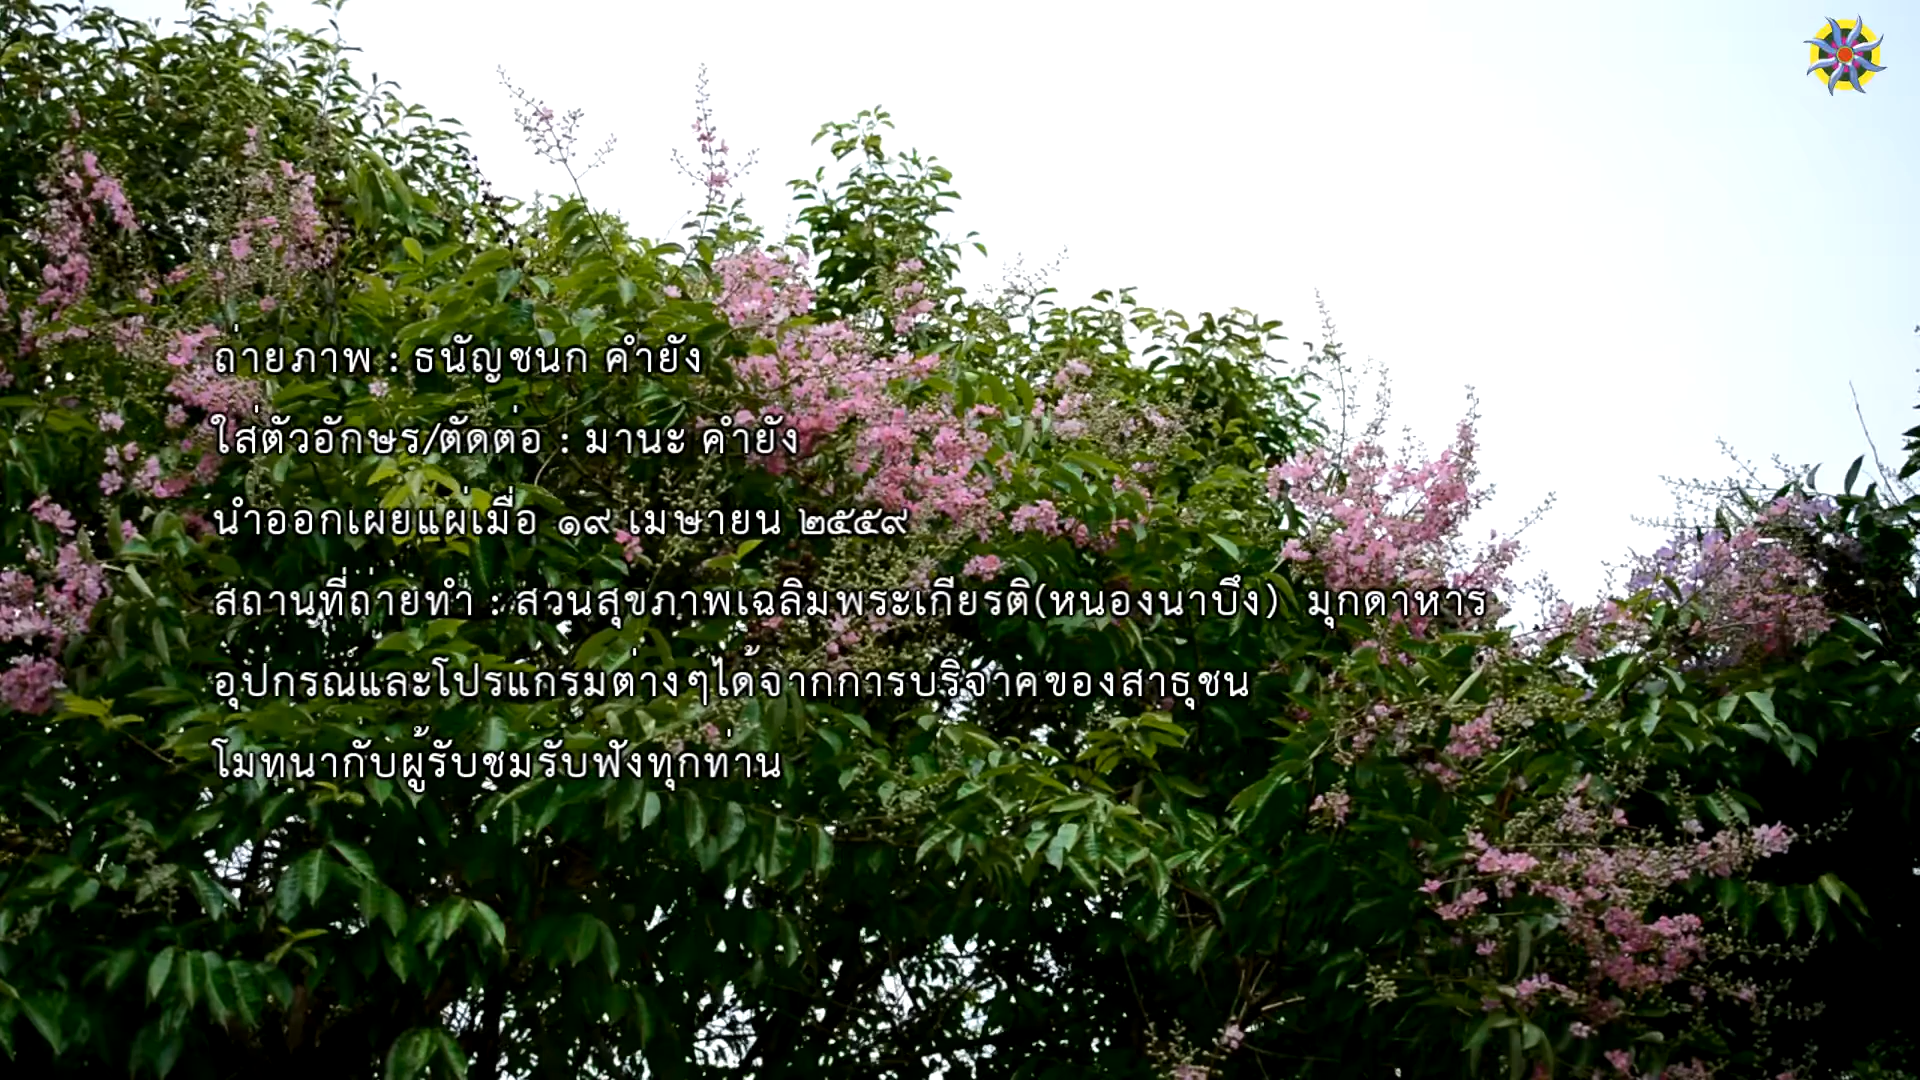 ถ่ายภาพ : ธนัญชนก คำยัง
ใส่ตัวอักษร/ตัดต่อ : มานะ คำยัง
นำออกเผยแผ่เมื่อ ๑๙ เมษายน ๒๕๕๙
สถานที่ถ่ายทำ : สวนสุขภาพเฉลิมพระเกียรติ(หนองนาบึง) มุกดาหาร
อุปกรณ์และโปรแกรมต่างๆได้จากการบริจาคของสาธุชน
โมทนากับผู้รับชมรับฟังทุกท่าน